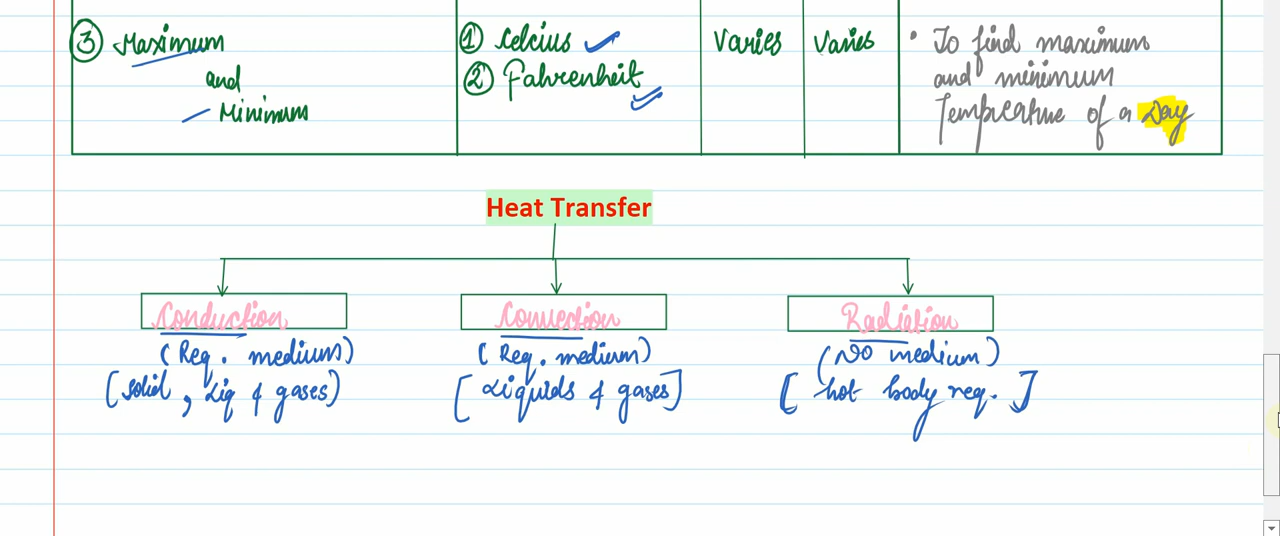 ③ Maximum
and
Minimum
① Celcius
② Fahrenheit
Varies
Varies
• To find maximum
and minimum
Temperature of a Day
Heat Transfer
Conduction
(Req. medium)
[Solid, Liq & gases)
Convection
(Req. medium)
[Liquids & gases]
Radiation
(No medium)
[hot body req.]